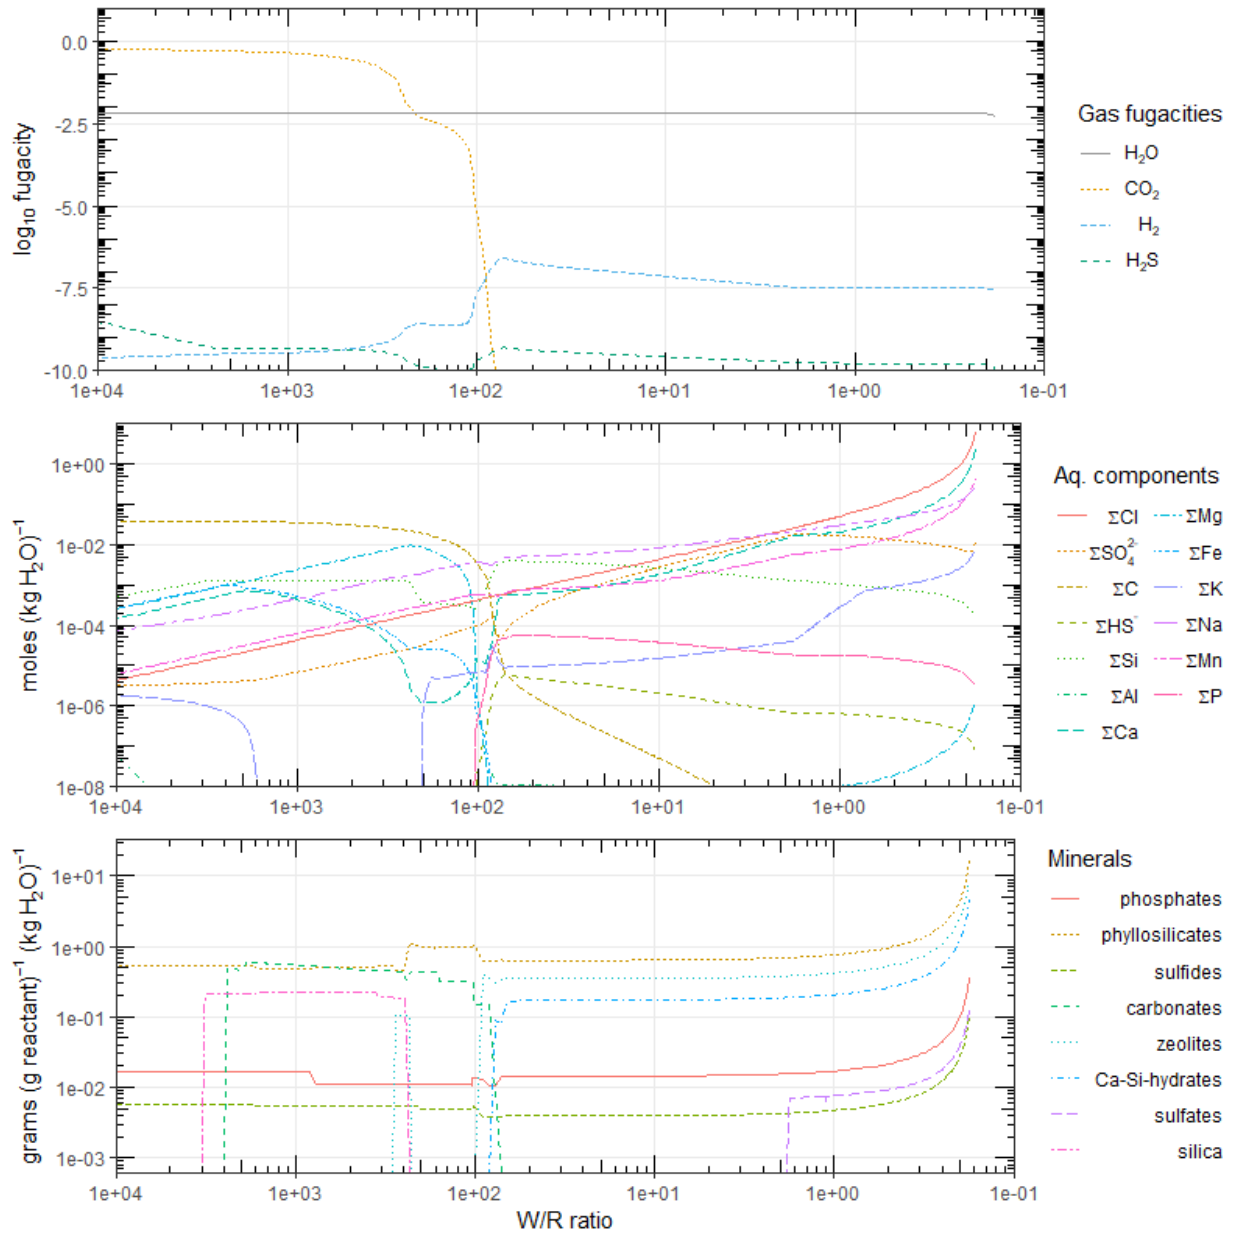 0.0
-2.5
-5.0
-7.5
-10.0
log₁₀ fugacity
1e+04 1e+03 1e+02 1e+01 1e+00 1e-01
Gas fugacities
H₂O
CO₂
H₂
H₂S
1e+00
1e-02
1e-04
1e-06
1e-08
moles (kg H₂O)⁻¹
1e+04 1e+03 1e+02 1e+01 1e+00 1e-01
Aq. components
ΣCl ΣMg
ΣSO₄²⁻ ΣFe
ΣC ΣK
ΣHS⁻ ΣNa
ΣSi ΣMn
ΣAl ΣP
ΣCa
1e+01
1e+00
1e-01
1e-02
1e-03
grams (g reactant)⁻¹ (kg H₂O)⁻¹
1e+04 1e+03 1e+02 1e+01 1e+00 1e-01
W/R ratio
Minerals
phosphates
phyllosilicates
sulfides
carbonates
zeolites
Ca-Si-hydrates
sulfates
silica